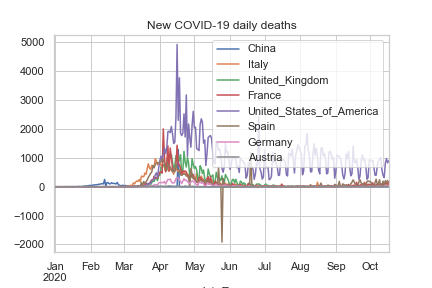 New COVID-19 daily deaths
5000
4000
3000
2000
1000
0
−1000
−2000
China
Italy
United_Kingdom
France
United_States_of_America
Spain
Germany
Austria
Jan Feb Mar Apr May Jun Jul Aug Sep Oct
2020